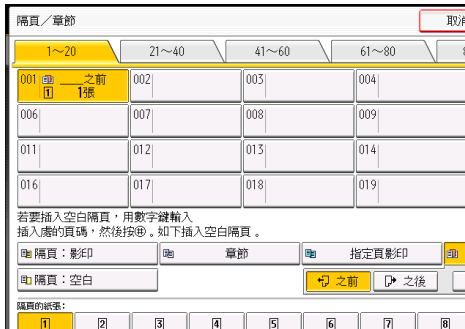 隔頁／章節
取消
1～20 21～40 41～60 61～80 8
001 ___之前 002 003 004
1 1張
006 007 008 009
011 012 013 014
016 017 018 019
若要插入空白隔頁，用數字鍵輸入
插入處的頁碼，然後按⊕。如下插入空白隔頁。
隔頁：影印 章節 指定頁影印
隔頁：空白 之前 之後
隔頁的紙張：
1 2 3 4 5 6 7 8